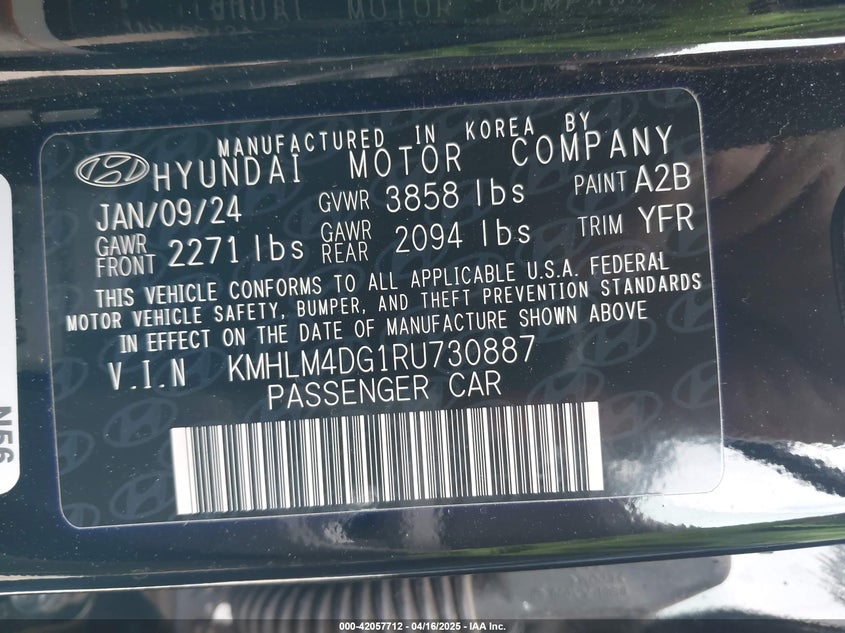 MANUFACTURED IN KOREA BY
HYUNDAI MOTOR COMPANY
JAN/09/24 GVWR 3858 lbs PAINT A2B
GAWR FRONT 2271 lbs GAWR REAR 2094 lbs TRIM YFR
THIS VEHICLE CONFORMS TO ALL APPLICABLE U.S.A. FEDERAL
MOTOR VEHICLE SAFETY, BUMPER, AND THEFT PREVENTION STANDARDS
IN EFFECT ON THE DATE OF MANUFACTURE SHOWN ABOVE
V.I.N KMHLM4DG1RU730887
PASSENGER CAR
N56
000-42057712 - 04/16/2025 - IAA Inc.